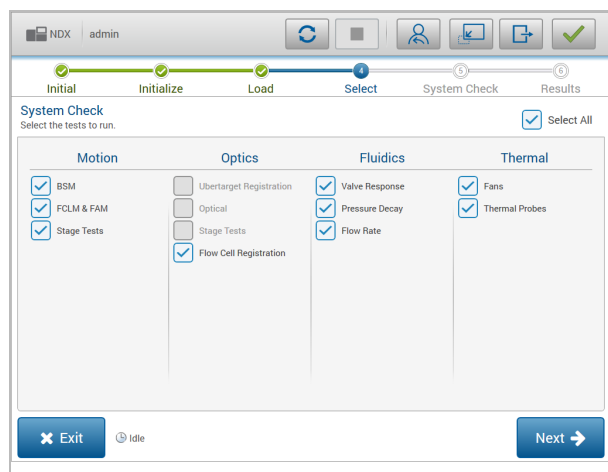 NDX admin
4 5 6
Initial Initialize Load Select System Check Results
System Check
Select the tests to run.
Select All
Motion Optics Fluidics Thermal
BSM Ubertarget Registration Valve Response Fans
FCLM & FAM Optical Pressure Decay Thermal Probes
Stage Tests Stage Tests Flow Rate
Flow Cell Registration
Exit Idle Next